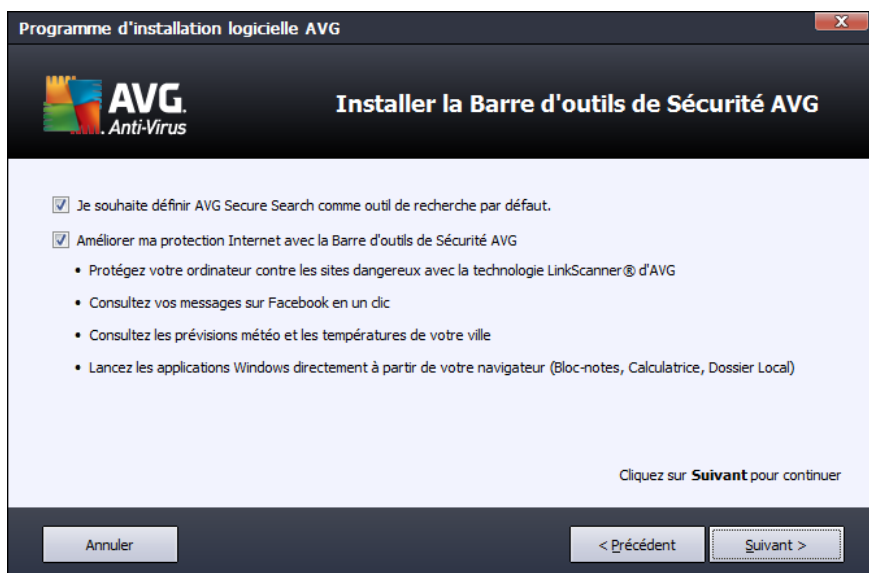 Programme d'installation logicielle AVG
X
AVG.
Anti-Virus
Installer la Barre d'outils de Sécurité AVG
Je souhaite définir AVG Secure Search comme outil de recherche par défaut.
Améliorer ma protection Internet avec la Barre d'outils de Sécurité AVG
• Protégez votre ordinateur contre les sites dangereux avec la technologie LinkScanner® d'AVG
• Consultez vos messages sur Facebook en un clic
• Consultez les prévisions météo et les températures de votre ville
• Lancez les applications Windows directement à partir de votre navigateur (Bloc-notes, Calculatrice, Dossier Local)
Cliquez sur Suivant pour continuer
Annuler
< Précédent
Suivant >